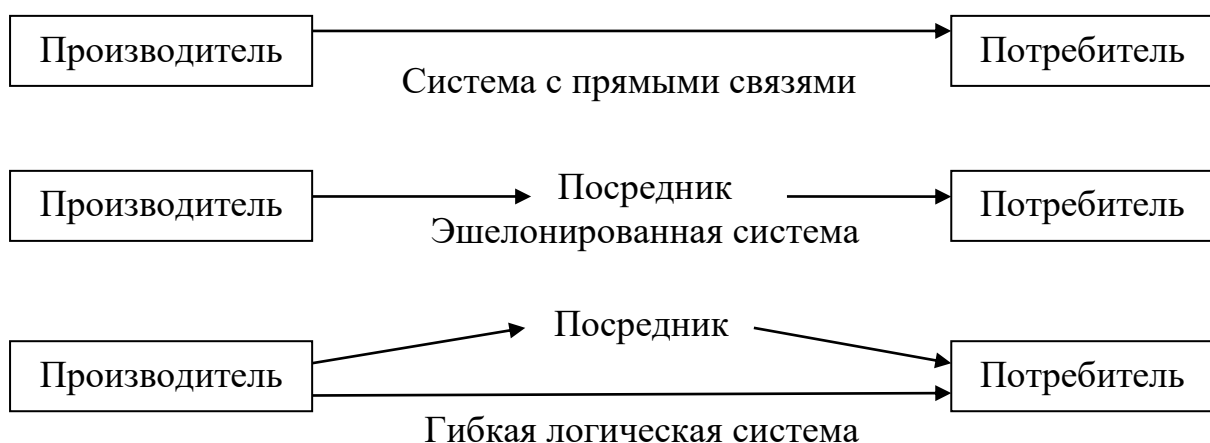 Производитель
Потребитель
Система с прямыми связями
Производитель
Посредник
Потребитель
Эшелонированная система
Посредник
Производитель
Потребитель
Гибкая логическая система